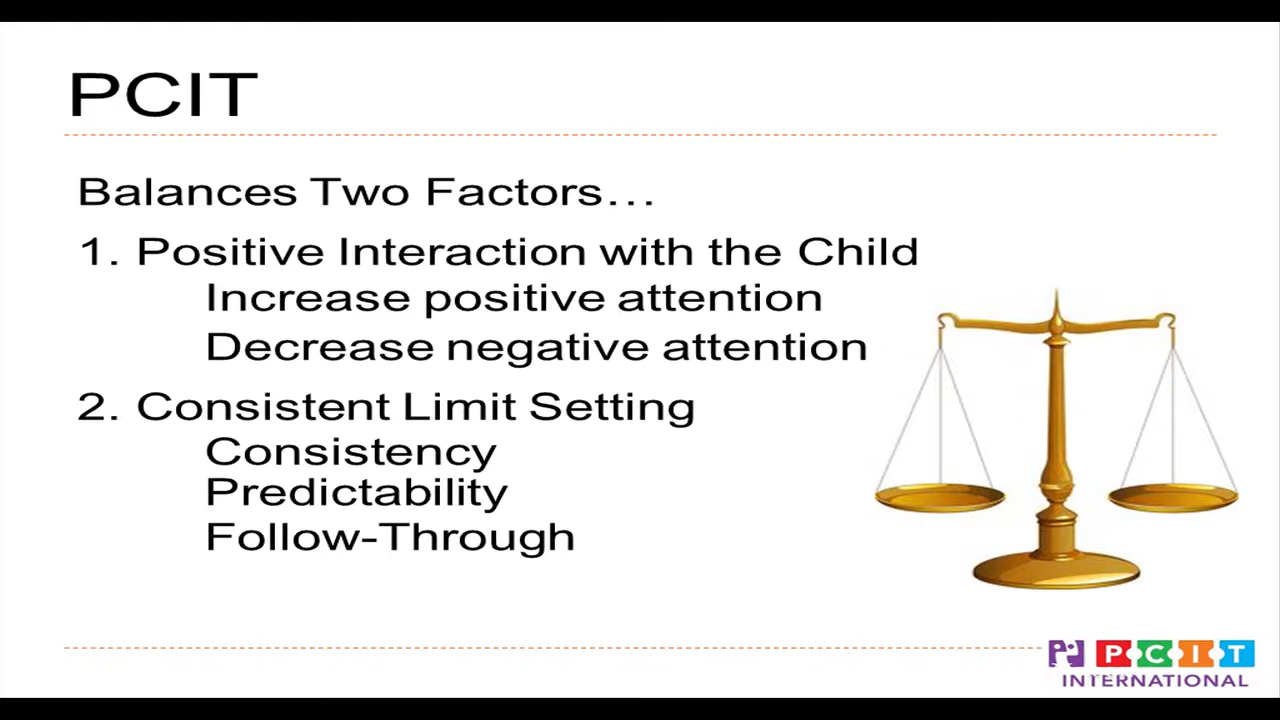 PCIT
Balances Two Factors…
1. Positive Interaction with the Child
Increase positive attention
Decrease negative attention
2. Consistent Limit Setting
Consistency
Predictability
Follow-Through
PCIT
INTERNATIONAL